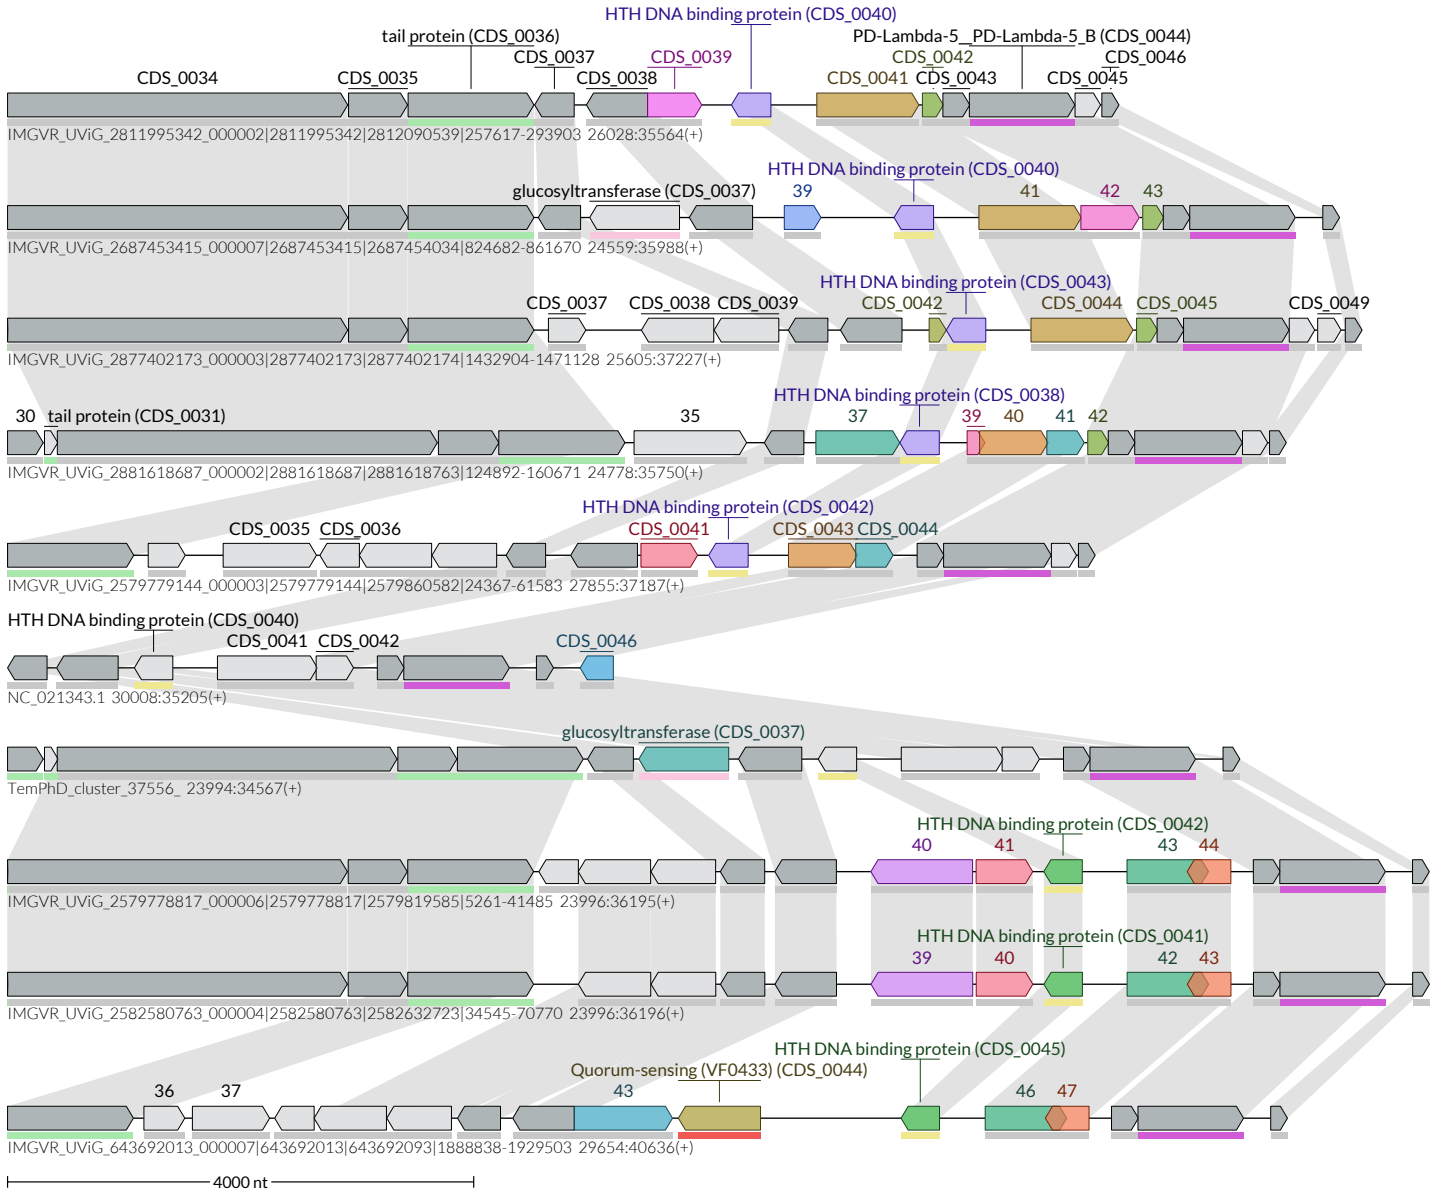 HTH DNA binding protein (CDS_0040)
tail protein (CDS_0036) PD-Lambda-5__PD-Lambda-5_B (CDS_0044)
CDS_0037 CDS_0039 CDS_0042 CDS_0046
CDS_0034 CDS_0035 CDS_0038 CDS_0041 CDS_0043 CDS_0045
IMGVR_UViG_2811995342_000002|2811995342|2812090539|257617-293903 26028:35564(+)
HTH DNA binding protein (CDS_0040)
glucosyltransferase (CDS_0037) 39 41 42 43
IMGVR_UViG_2687453415_000007|2687453415|2687454034|824682-861670 24559:35988(+)
HTH DNA binding protein (CDS_0043)
CDS_0037 CDS_0038 CDS_0039 CDS_0042 CDS_0044 CDS_0045 CDS_0049
IMGVR_UViG_2877402173_000003|2877402173|2877402174|1432904-1471128 25605:37227(+)
HTH DNA binding protein (CDS_0038)
30 tail protein (CDS_0031) 35 37 39 40 41 42
IMGVR_UViG_2881618687_000002|2881618687|2881618763|124892-160671 24778:35750(+)
HTH DNA binding protein (CDS_0042)
CDS_0035 CDS_0036 CDS_0041 CDS_0043 CDS_0044
IMGVR_UViG_2579779144_000003|2579779144|2579860582|24367-61583 27855:37187(+)
HTH DNA binding protein (CDS_0040)
CDS_0041 CDS_0042 CDS_0046
NC_021343.1 30008:35205(+)
glucosyltransferase (CDS_0037)
TemPhD_cluster_37556_ 23994:34567(+)
HTH DNA binding protein (CDS_0042)
40 41 43 44
IMGVR_UViG_2579778817_000006|2579778817|2579819585|5261-41485 23996:36195(+)
HTH DNA binding protein (CDS_0041)
39 40 42 43
IMGVR_UViG_2582580763_000004|2582580763|2582632723|34545-70770 23996:36196(+)
HTH DNA binding protein (CDS_0045)
Quorum-sensing (VF0433) (CDS_0044)
36 37 43 46 47
IMGVR_UViG_643692013_000007|643692013|643692093|1888838-1929503 29654:40636(+)
4000 nt